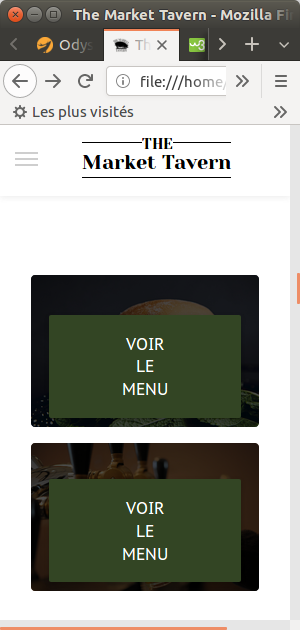 The Market Tavern - Mozilla Fi
Odys
Th
file:///home/
Les plus visités
THE
Market Tavern
VOIR
LE
MENU
VOIR
LE
MENU